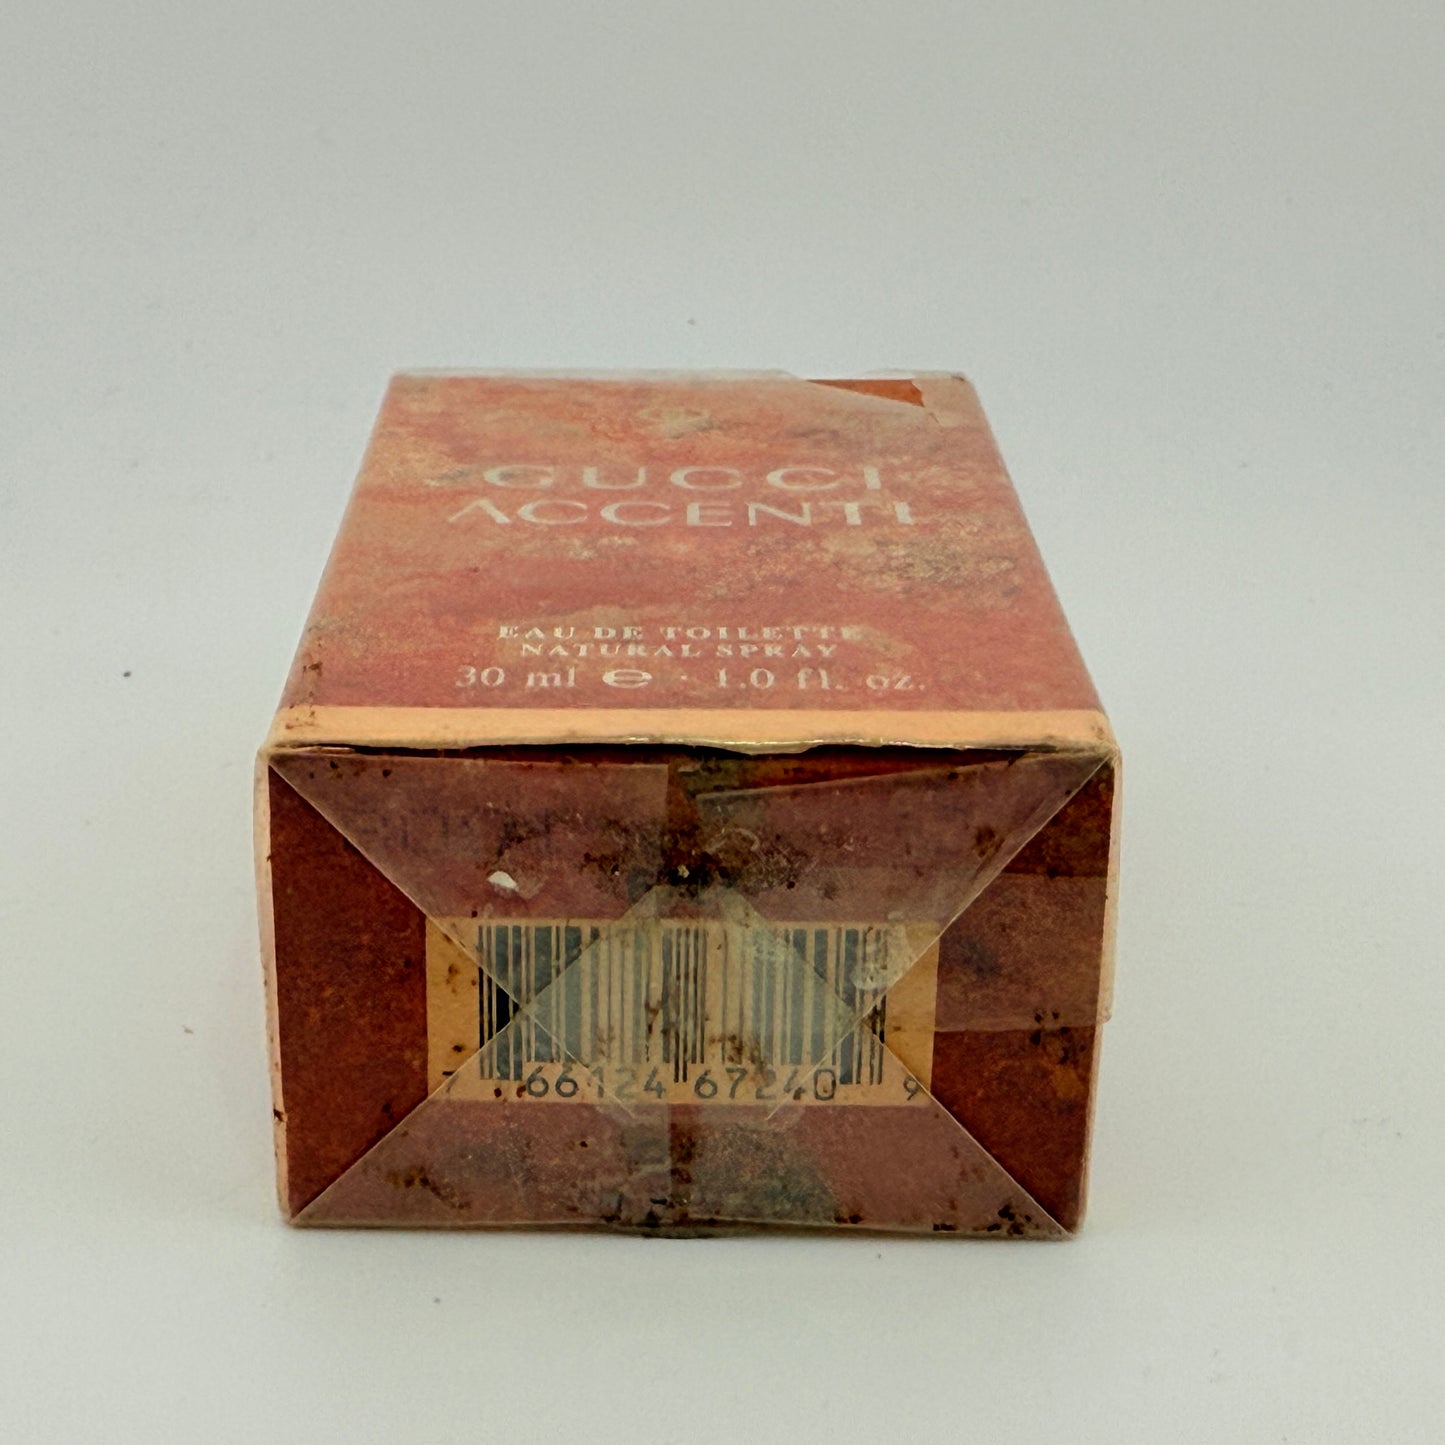 GUCCI
ACCENTI
EAU DE TOILETTE
NATURAL SPRAY
30 ml e · 1.0 fl. oz.
7 66124 67240 9